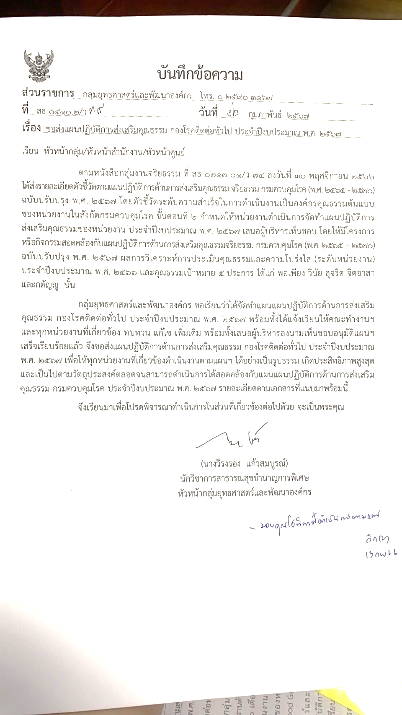 บันทึกข้อความ
ส่วนราชการ กลุ่มยุทธศาสตร์และพัฒนาองค์กร โทร. ๐ ๒๕๙๐
ที่ สธ วันที่ กุมภาพันธ์ ๒๕๖๗
เรื่อง ขอส่งแผนปฏิบัติการส่งเสริมคุณธรรม กองโรคติดต่อทั่วไป ประจำปีงบประมาณ พ.ศ. ๒๕๖๗
เรียน หัวหน้ากลุ่ม/หัวหน้าสำนักงาน/หัวหน้าศูนย์
ตามหนังสือกลุ่มงานจริยธรรม ที่ สธ ลงวันที่ ๓๐ พฤศจิกายน
ได้ส่งรายละเอียดตัวชี้วัดตามแผนปฏิบัติการด้านการส่งเสริมคุณธรรม จริยธรรม กรมควบคุมโรค (พ.ศ.
ฉบับปรับปรุง พ.ศ. ๒๕๖๗ โดยตัวชี้วัดระดับความสำเร็จในการดำเนินงานเป็นองค์กรคุณธรรมต้นแบบ
ของหน่วยงานในสังกัดกรมควบคุมโรค ขั้นตอนที่ ๒ กำหนดให้หน่วยงานดำเนินการจัดทำแผนปฏิบัติการ
ส่งเสริมคุณธรรมของหน่วยงาน ประจำปีงบประมาณ พ.ศ. ๒๕๖๗ เสนอผู้บริหารเห็นชอบ โดยให้มีโครงการ
หรือกิจกรรมสอดคล้องกับแผนปฏิบัติการด้านการส่งเสริมคุณธรรมจริยธรรม กรมควบคุมโรค (พ.ศ.
ฉบับปรับปรุง พ.ศ. ๒๕๖๗ ผลการวิเคราะห์การประเมินคุณธรรมและความโปร่งใส (ระดับหน่วยงาน)
ประจำปีงบประมาณ พ.ศ. ๒๕๖๖ และคุณธรรมเป้าหมาย ๕ ประการ ได้แก่ พอเพียง วินัย สุจริต จิตอาสา
และกตัญญู นั้น
กลุ่มยุทธศาสตร์และพัฒนาองค์กร ขอเรียนว่าได้จัดทำแผนแผนปฏิบัติการด้านการส่งเสริม
คุณธรรม กองโรคติดต่อทั่วไป ประจำปีงบประมาณ พ.ศ. ๒๕๖๗ พร้อมทั้งได้แจ้งเวียนให้คณะทำงานฯ
และทุกหน่วยงานที่เกี่ยวข้อง ทบทวน แก้ไข เพิ่มเติม พร้อมทั้งเสนอผู้บริหารลงนามเห็นชอบอนุมัติแผนฯ
เสร็จเรียบร้อยแล้ว จึงขอส่งแผนปฏิบัติการด้านการส่งเสริมคุณธรรม กองโรคติดต่อทั่วไป ประจำปีงบประมาณ
พ.ศ. ๒๕๖๗ เพื่อให้ทุกหน่วยงานที่เกี่ยวข้องดำเนินงานตามแผนฯ ได้อย่างเป็นรูปธรรม เกิดประสิทธิภาพสูงสุด
และเป็นไปตามวัตถุประสงค์ตลอดจนสามารถดำเนินการได้สอดคล้องกับแผนแผนปฏิบัติการด้านการส่งเสริม
คุณธรรม กรมควบคุมโรค ประจำปีงบประมาณ พ.ศ. ๒๕๖๗ รายละเอียดตามเอกสารที่แนบมาพร้อมนี้
จึงเรียนมาเพื่อโปรดพิจารณาดำเนินการในส่วนที่เกี่ยวข้องต่อไปด้วย จะเป็นพระคุณ
(นางวิรงรอง แก้วสมบูรณ์)
นักวิชาการสาธารณสุขชำนาญการพิเศษ
หัวหน้ากลุ่มยุทธศาสตร์และพัฒนาองค์กร